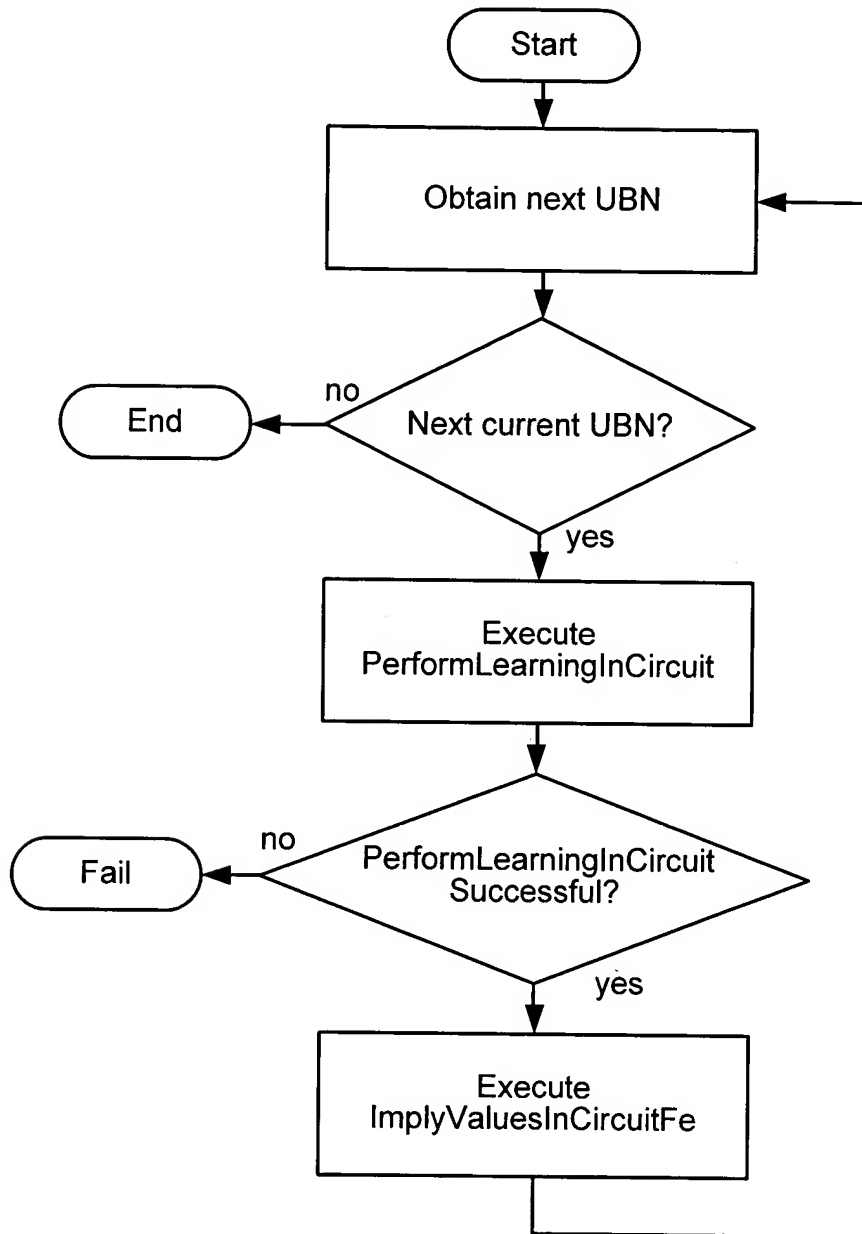 Start
Obtain next UBN
no
End
Next current UBN?
yes
Execute
PerformLearningInCircuit
no
Fail
PerformLearningInCircuit
Successful?
yes
Execute
ImplyValuesInCircuitFe